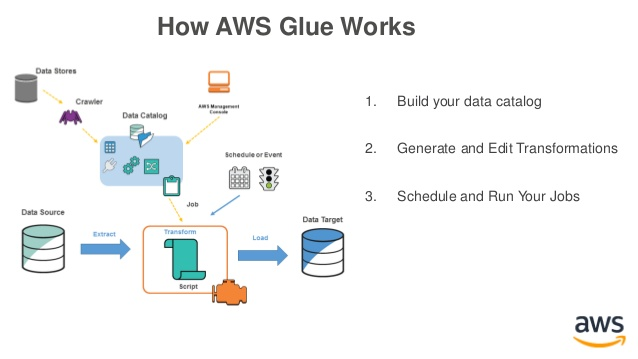 How AWS Glue Works
Data Stores
Crawler
Data Catalog
AWS Management
Console
Schedule or Event
Job
Data Source
Extract
Transform
Script
Load
Data Target
1. Build your data catalog
2. Generate and Edit Transformations
3. Schedule and Run Your Jobs
aws